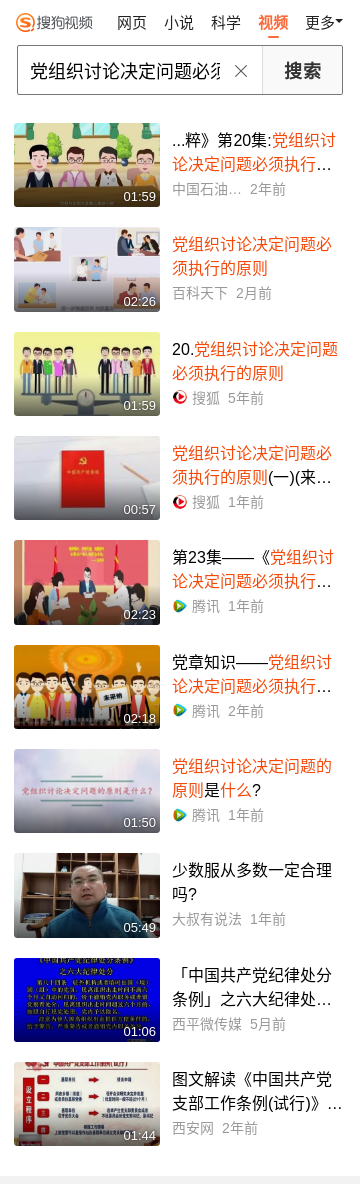 搜狗视频 网页 小说 科学 视频 更多
党组织讨论决定问题必须 搜索
...粹》第20集:党组织讨
论决定问题必须执行...
01:59
中国石油... 2年前
党组织讨论决定问题必
须执行的原则
02:26
百科天下 2月前
20.党组织讨论决定问题
必须执行的原则
01:59
搜狐 5年前
党组织讨论决定问题必
须执行的原则(一)(来...
00:57
搜狐 1年前
第23集——《党组织讨
论决定问题必须执行...
02:23
腾讯 1年前
党章知识——党组织讨
论决定问题必须执行...
02:18
腾讯 2年前
党组织讨论决定问题的原则是什么?
党组织讨论决定问题的
原则是什么?
01:50
腾讯 1年前
少数服从多数一定合理
吗?
05:49
大叔有说法 1年前
之六大纪律处分
「中国共产党纪律处分
条例」之六大纪律处...
01:06
西平微传媒 5月前
设立程序
图文解读《中国共产党
支部工作条例(试行)》...
01:44
西安网 2年前